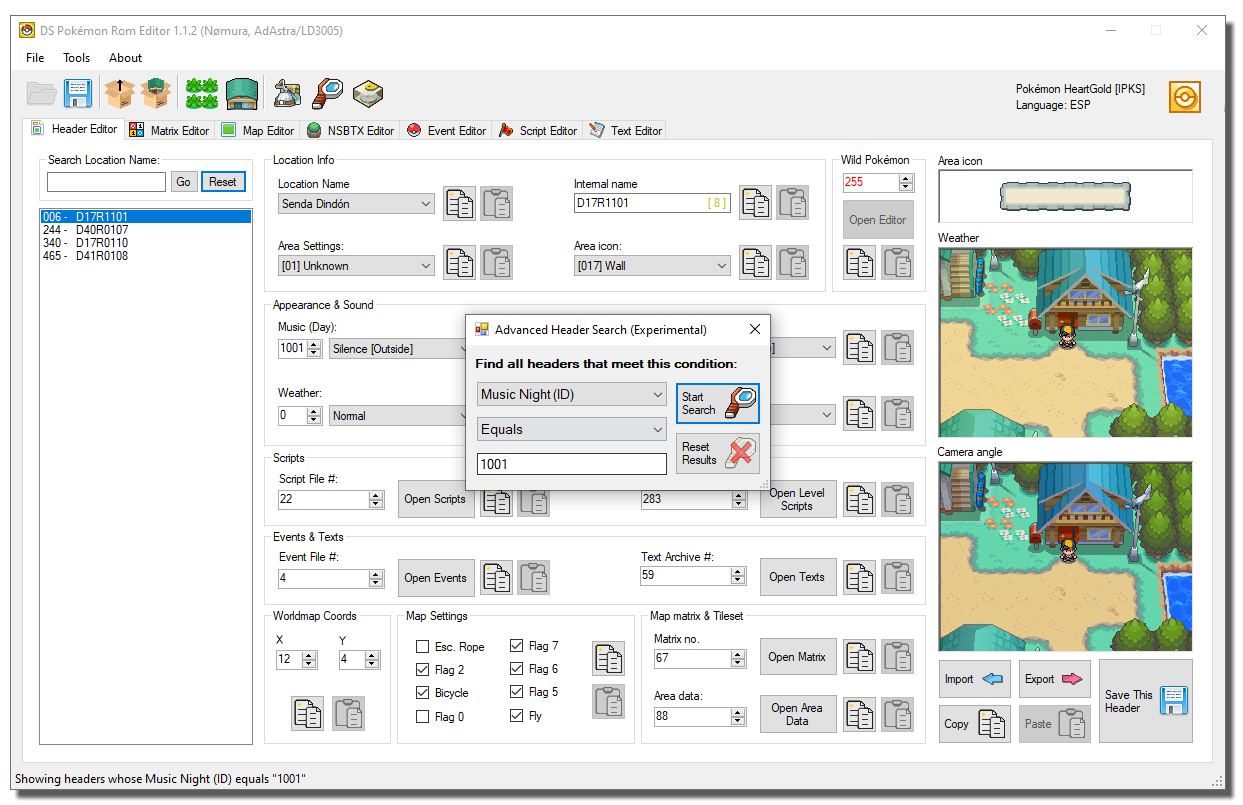 DS Pokémon Rom Editor 1.1.2 (Nømura, AdAstra/LD3005)
File Tools About
Pokémon HeartGold [IPKS]
Language: ESP
Header Editor Matrix Editor Map Editor NSBTX Editor Event Editor Script Editor Text Editor
Search Location Name:
Go Reset
006 - D17R1101
244 - D40R0107
340 - D17R0110
465 - D41R0108
Location Info
Location Name
Senda Dindón
Internal name
D17R1101 [8]
Area Settings:
[01] Unknown
Area icon:
[017] Wall
Wild Pokémon
255
Open Editor
Area icon
Weather
Camera angle
Appearance & Sound
Music (Day):
1001 Silence [Outside]
]
Weather:
0 Normal
Advanced Header Search (Experimental)
Find all headers that meet this condition:
Music Night (ID)
Equals
1001
Start
Search
Reset
Results
Scripts
Script File #:
22 Open Scripts
283 Open Level
Scripts
Events & Texts
Event File #:
4 Open Events
Text Archive #:
59 Open Texts
Worldmap Coords
X Y
12 4
Map Settings
Esc. Rope Flag 7
Flag 2 Flag 6
Bicycle Flag 5
Flag 0 Fly
Map matrix & Tileset
Matrix no.
67 Open Matrix
Area data:
88 Open Area
Data
Import Export
Copy Paste
Save This
Header
Showing headers whose Music Night (ID) equals "1001"